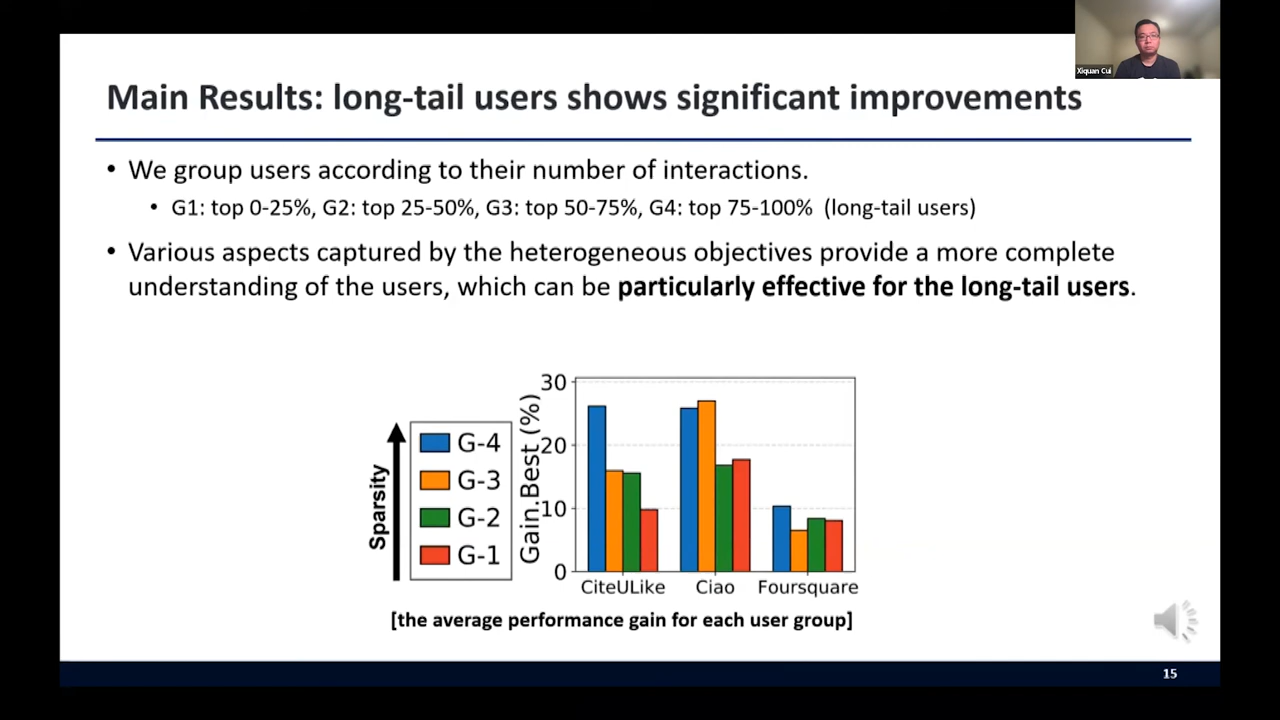 Xiquan Cui
Main Results: long-tail users shows significant improvements
• We group users according to their number of interactions.
• G1: top 0-25%, G2: top 25-50%, G3: top 50-75%, G4: top 75-100%  (long-tail users)
• Various aspects captured by the heterogeneous objectives provide a more complete
understanding of the users, which can be particularly effective for the long-tail users.
Sparsity
G-4
G-3
G-2
G-1
Gain.Best (%)
30
20
10
0
CiteULike Ciao Foursquare
[the average performance gain for each user group]
15